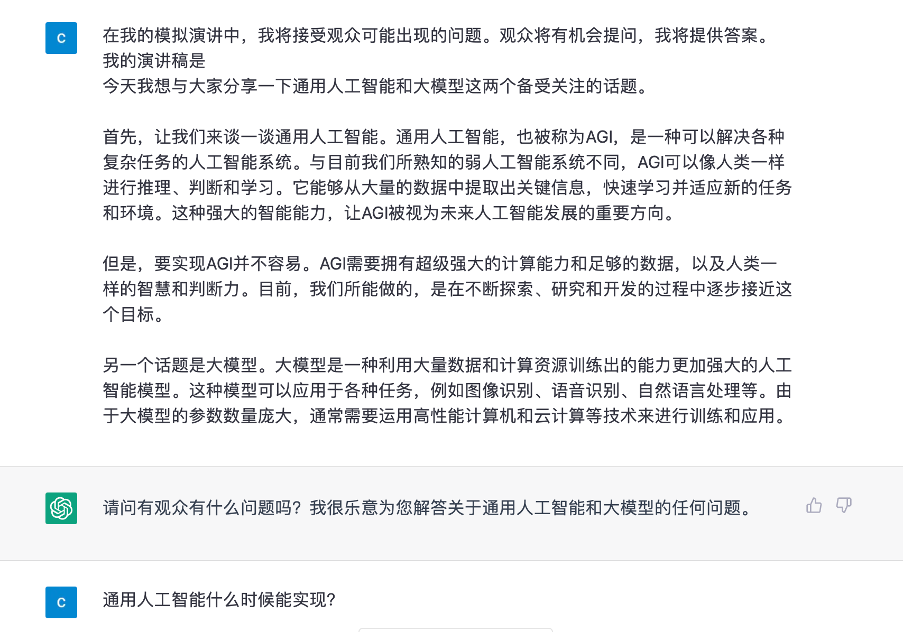 C
在我的模拟演讲中，我将接受观众可能出现的问题。观众将有机会提问，我将提供答案。
我的演讲稿是
今天我想与大家分享一下通用人工智能和大模型这两个备受关注的话题。
首先，让我们来谈一谈通用人工智能。通用人工智能，也被称为AGI，是一种可以解决各种
复杂任务的人工智能系统。与目前我们所熟知的弱人工智能系统不同，AGI可以像人类一样
进行推理、判断和学习。它能够从大量的数据中提取出关键信息，快速学习并适应新的任务
和环境。这种强大的智能能力，让AGI被视为未来人工智能发展的重要方向。
但是，要实现AGI并不容易。AGI需要拥有超级强大的计算能力和足够的数据，以及人类一
样的智慧和判断力。目前，我们所能做的，是在不断探索、研究和开发的过程中逐步接近这
个目标。
另一个话题是大模型。大模型是一种利用大量数据和计算资源训练出的能力更加强大的人工
智能模型。这种模型可以应用于各种任务，例如图像识别、语音识别、自然语言处理等。由
于大模型的参数数量庞大，通常需要运用高性能计算机和云计算等技术来进行训练和应用。
请问有观众有什么问题吗？我很乐意为您解答关于通用人工智能和大模型的任何问题。
C
通用人工智能什么时候能实现？